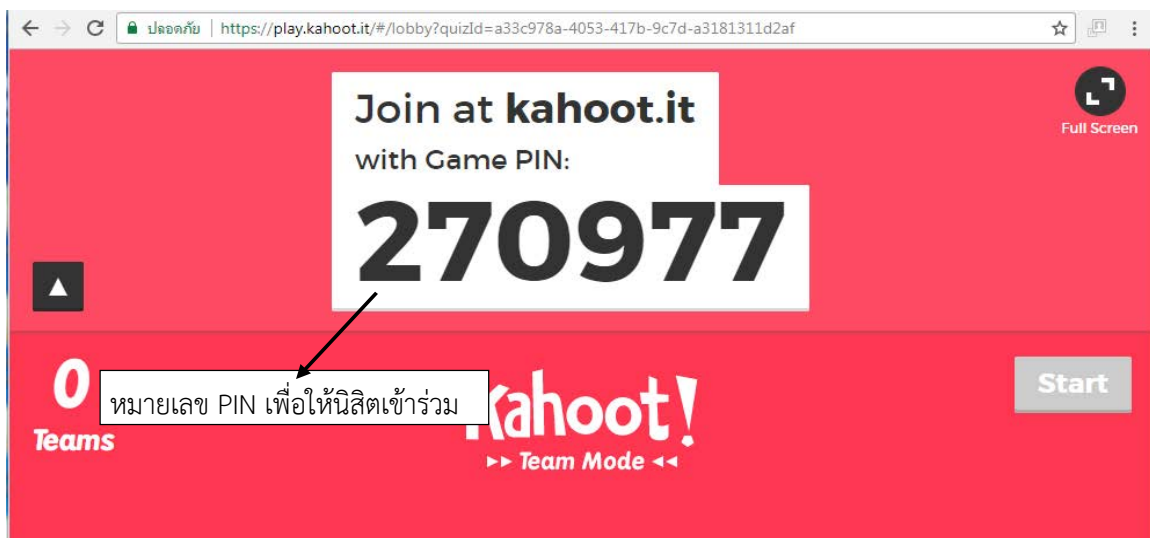 ปลอดภัย | https://play.kahoot.it/#/lobby?quizId=a33c978a-4053-417b-9c7d-a3181311d2af
Join at kahoot.it
with Game PIN:
270977
Full Screen
0
Teams
หมายเลข PIN เพื่อให้นิสิตเข้าร่วม
Kahoot!
Team Mode
Start